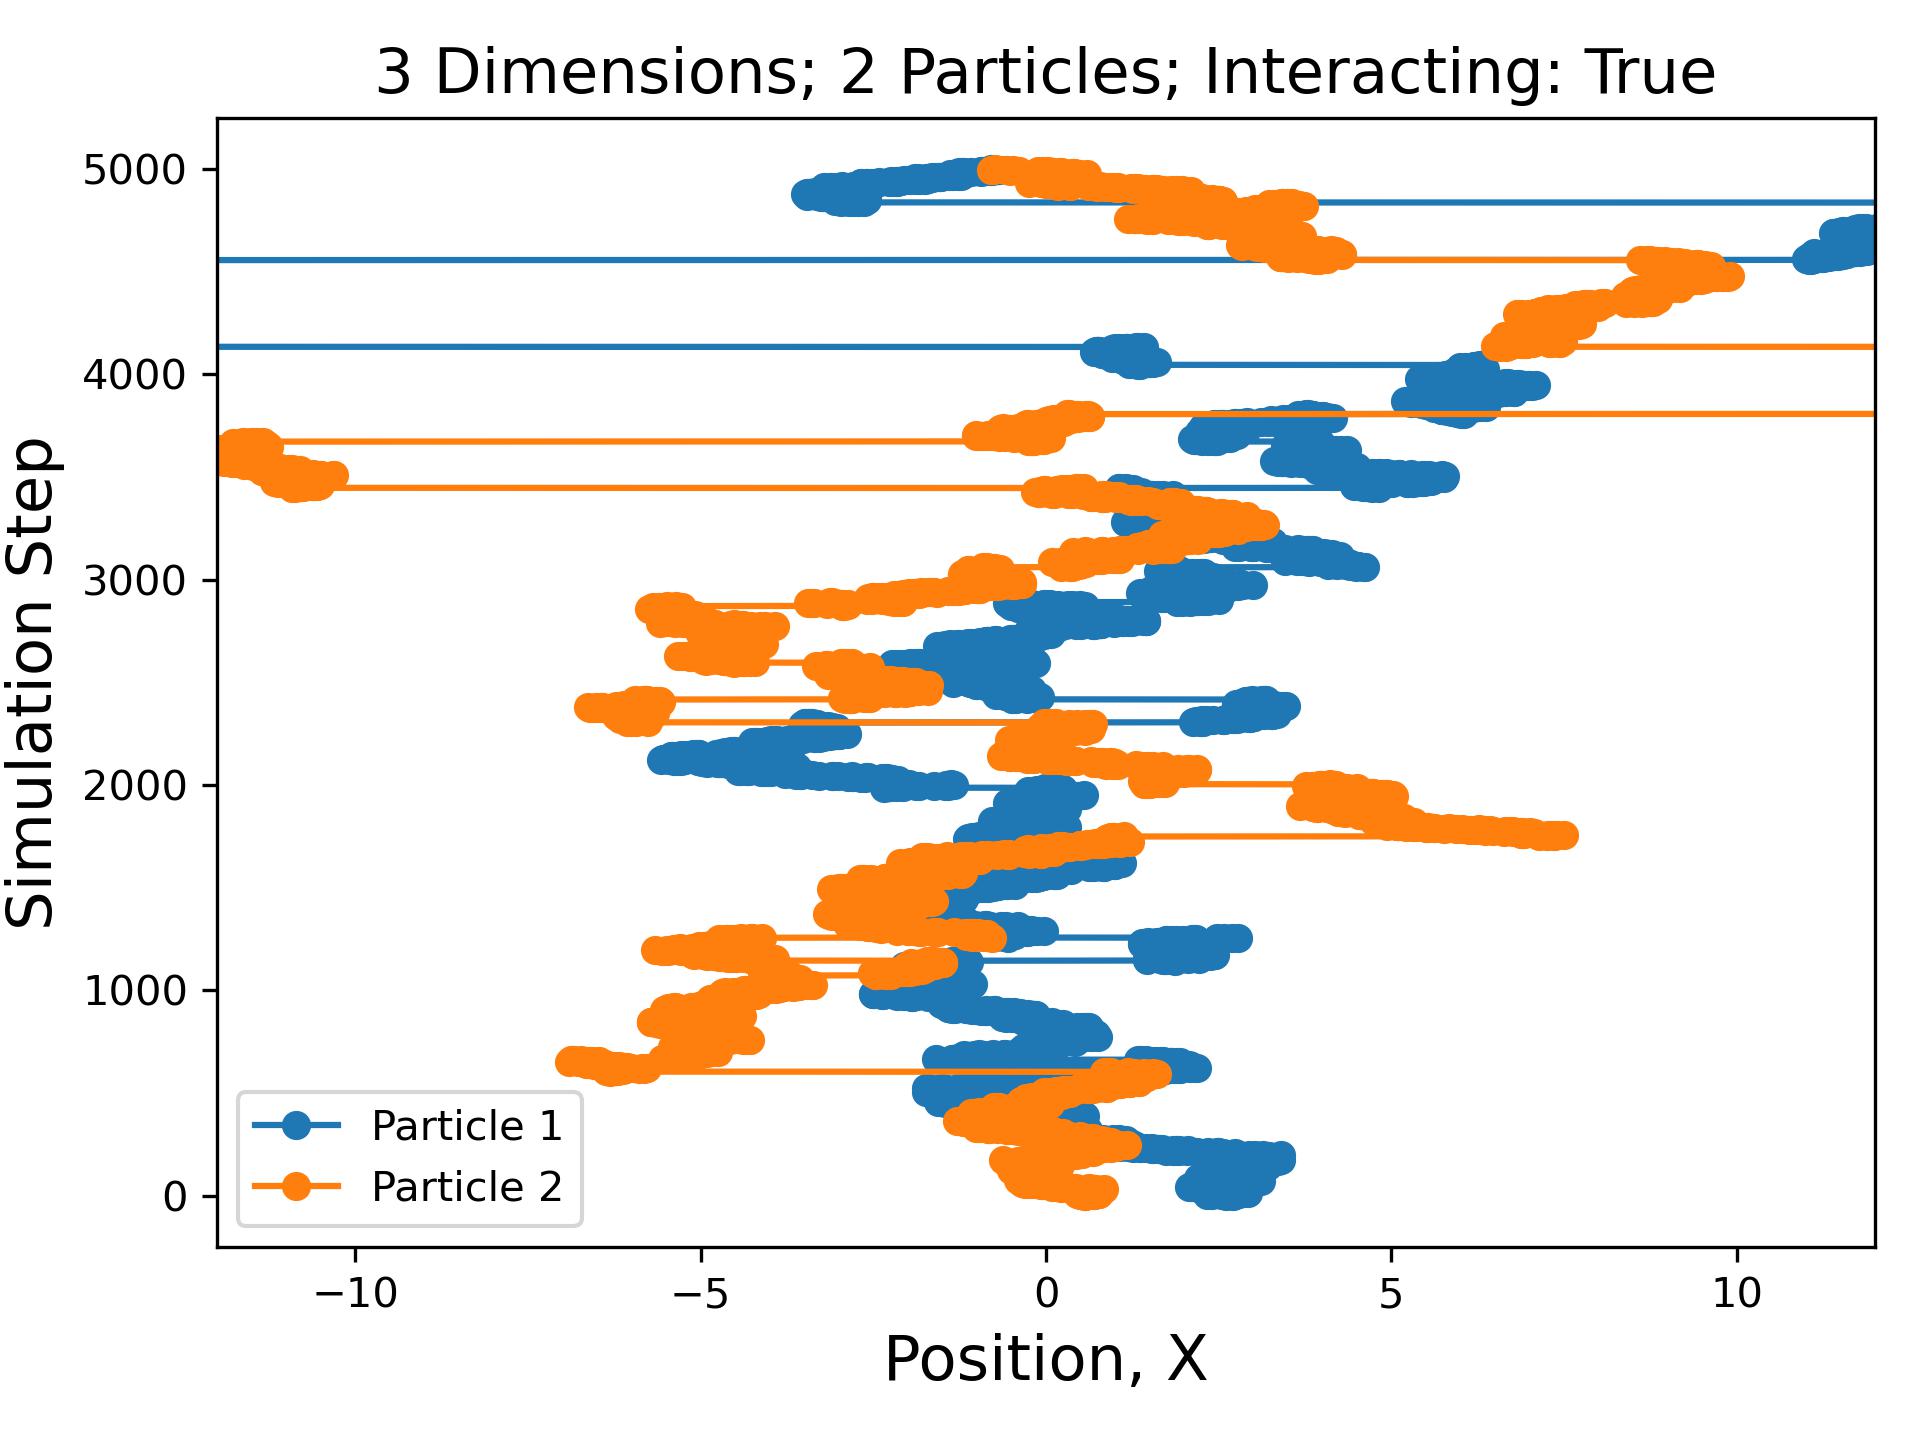 3 Dimensions; 2 Particles; Interacting: True
Simulation Step
5000
4000
3000
2000
1000
0
Particle 1
Particle 2
−10
−5
0
5
10
Position, X